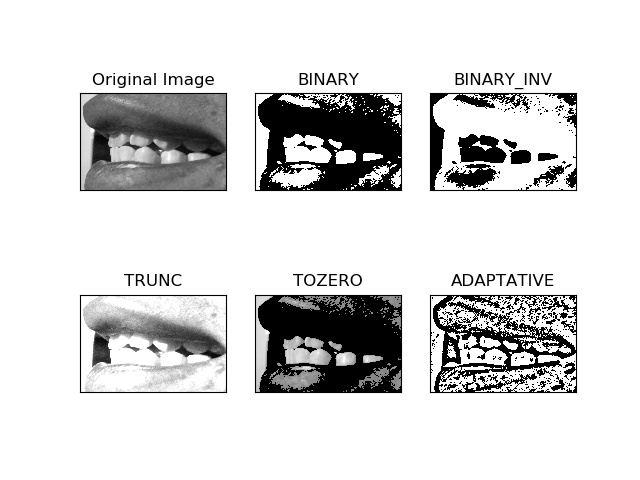 Original Image
BINARY
BINARY_INV
TRUNC
TOZERO
ADAPTATIVE